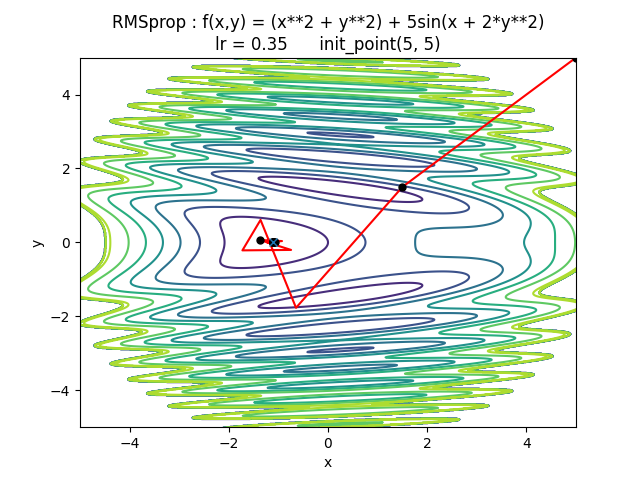 RMSprop : f(x,y) = (x**2 + y**2) + 5sin(x + 2*y**2)
lr = 0.35 init_point(5, 5)
4
2
0
−2
−4
y
−4 −2 0 2 4
x